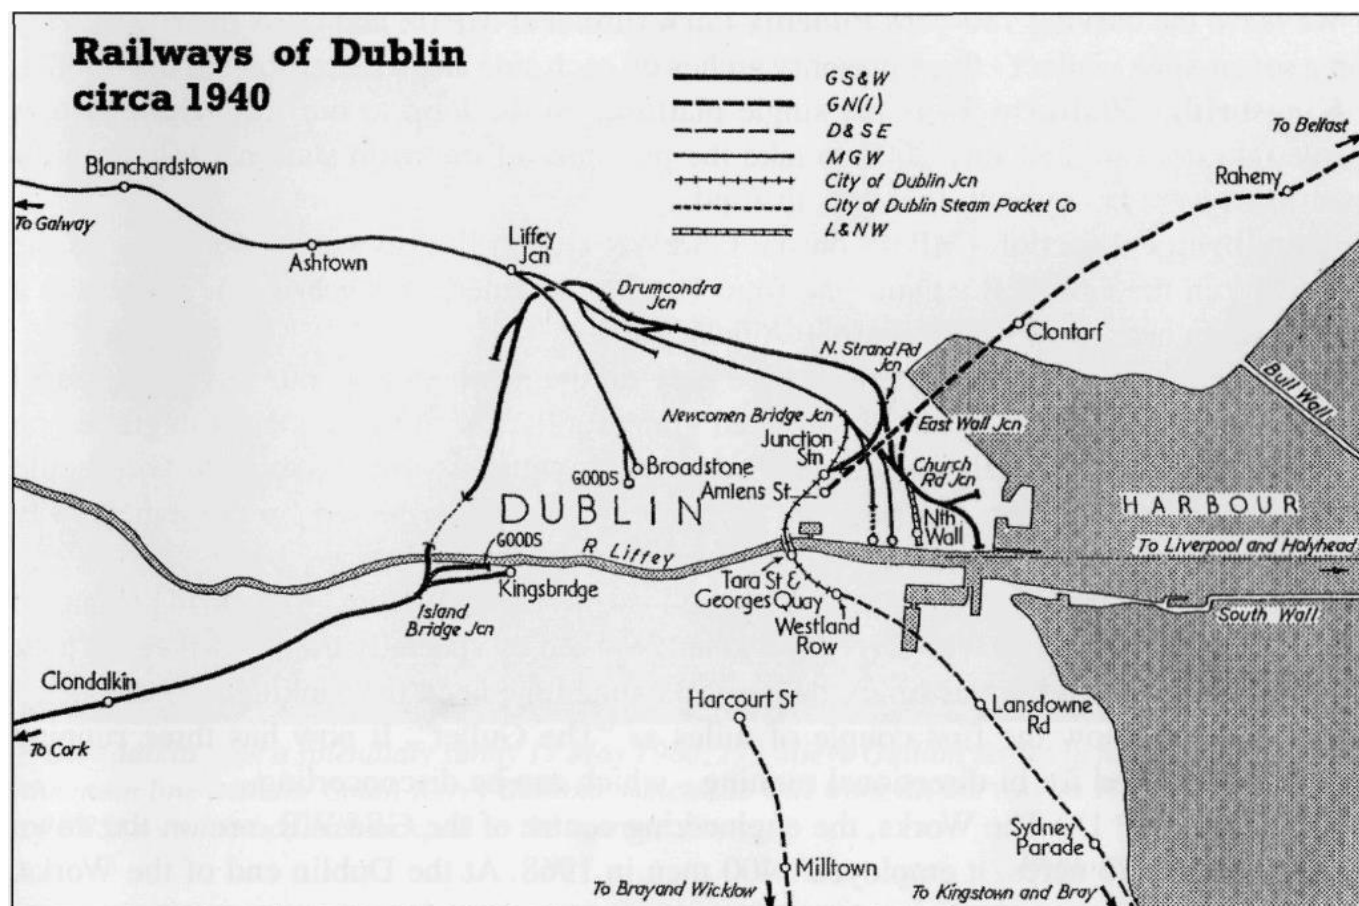 Railways of Dublin
circa 1940
GS&W
GN(I)
D&SE
MGW
City of Dublin Jcn
City of Dublin Steam Packet Co
L&NW
To Belfast
Raheny
Blanchardstown
To Galway
Ashtown
Liffey
Jcn
Drumcondra
Jcn
Clontarf
N. Strand Rd
Jcn
Bull Wall
Newcomen Bridge Jcn
East Wall Jcn
Junction
Stn
Church
Rd Jcn
Broadstone
GOODS
Amiens St
DUBLIN
HARBOUR
Nth
Wall
GOODS
R Liffey
To Liverpool and Holyhead
Kingsbridge
Tara St &
Georges Quay
Island
Bridge Jcn
Westland
Row
South Wall
Clondalkin
Harcourt St
Lansdowne
Rd
To Cork
Sydney
Parade
Milltown
To Bray and Wicklow
To Kingstown and Bray